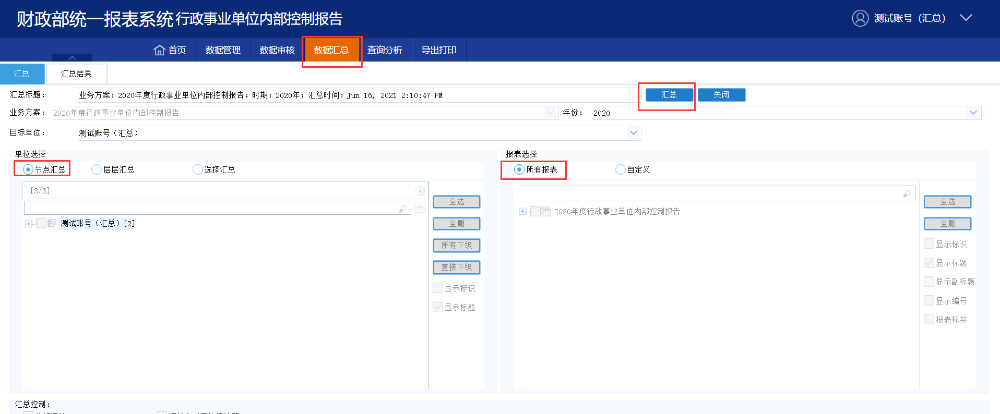 财政部统一报表系统 行政事业单位内部控制报告
测试账号（汇总）
首页 数据管理 数据审核 数据汇总 查询分析 导出打印
汇总 汇总结果
汇总标题： 业务方案：2020年度行政事业单位内部控制报告；时期：2020年；汇总时间：Jun 16, 2021 2:10:47 PM 汇总 关闭
业务方案： 2020年度行政事业单位内部控制报告 年份： 2020
目标单位： 测试账号（汇总）
单位选择
节点汇总 层层汇总 选择汇总
[3/3]
测试账号（汇总）[2]
全选
全删
所有下级
直接下级
显示标识
显示标题
报表选择
所有报表 自定义
2020年度行政事业单位内部控制报告
全选
全删
显示标识
显示标题
显示副标题
显示编号
报表标签
汇总控制：